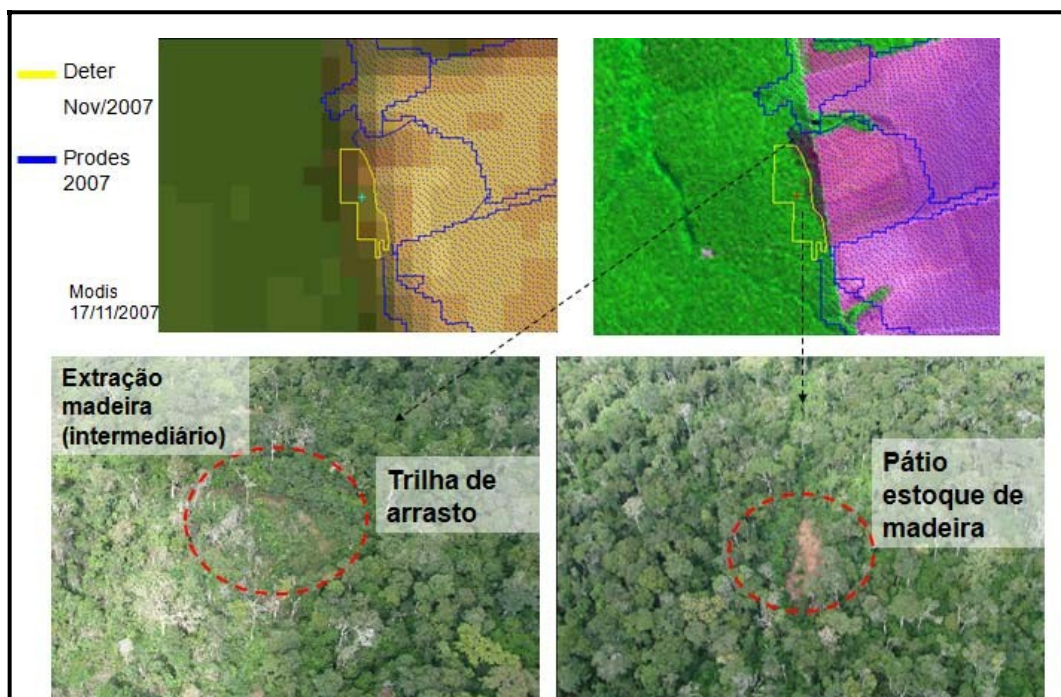 Deter
Nov/2007
Prodes
2007
Modis
17/11/2007
Extração
madeira
(intermediário)
Trilha de
arrasto
Pátio
estoque de
madeira